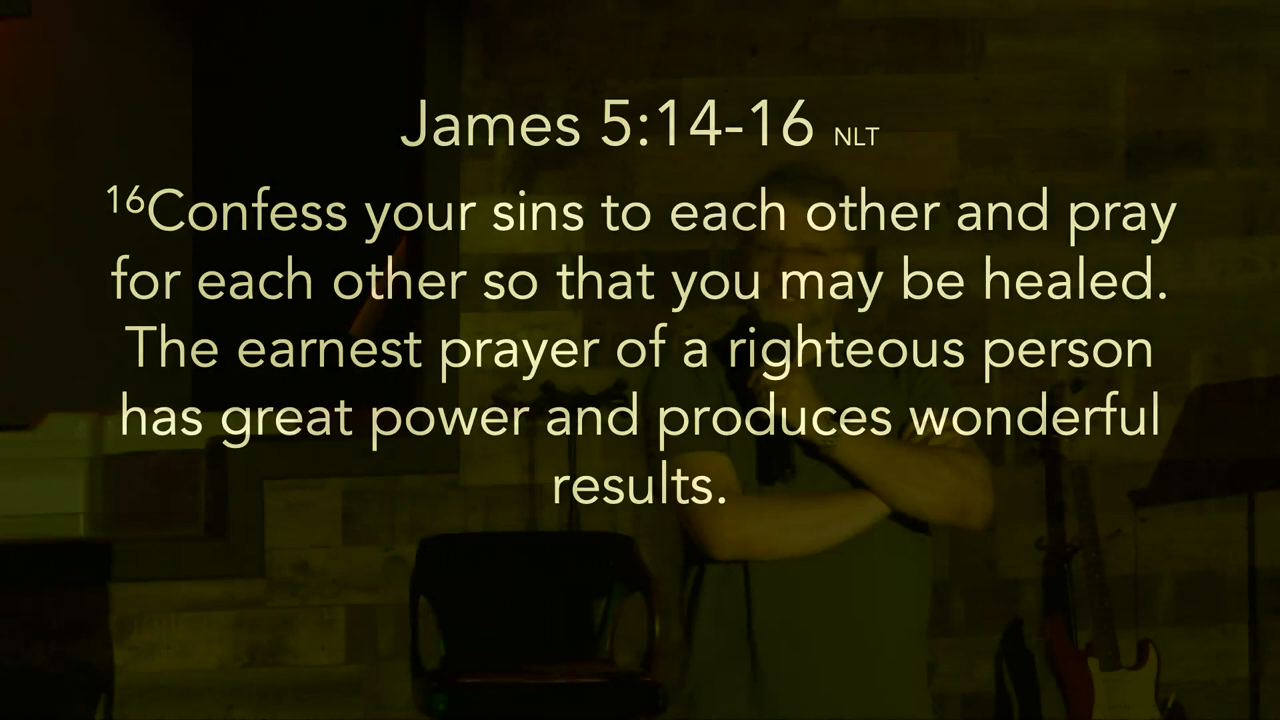 James 5:14-16 NLT
¹⁶Confess your sins to each other and pray
for each other so that you may be healed.
The earnest prayer of a righteous person
has great power and produces wonderful
results.